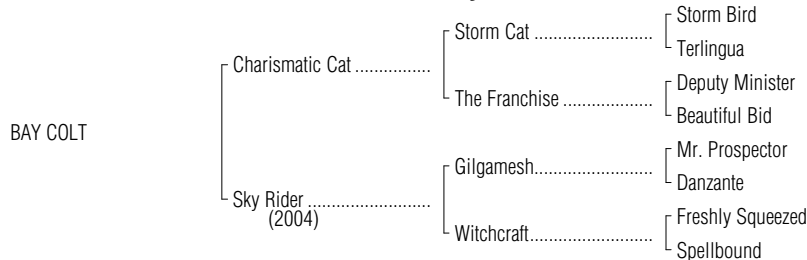 Storm Bird
Storm Cat ........................
Terlingua
Charismatic Cat ................
Deputy Minister
The Franchise ..................
Beautiful Bid
BAY COLT
Mr. Prospector
Gilgamesh........................
Danzante
Sky Rider .........................
(2004)
Freshly Squeezed
Witchcraft.........................
Spellbound